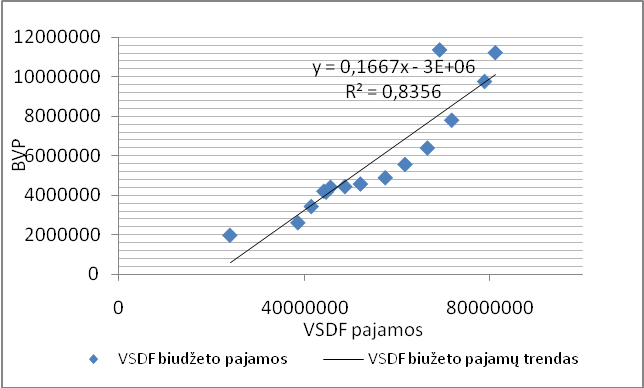 12000000
10000000
8000000
6000000
4000000
2000000
0
BVP
y = 0,1667x - 3E+06
R² = 0,8356
0
40000000
80000000
VSDF pajamos
VSDF biudžeto pajamos
VSDF biužeto pajamų trendas